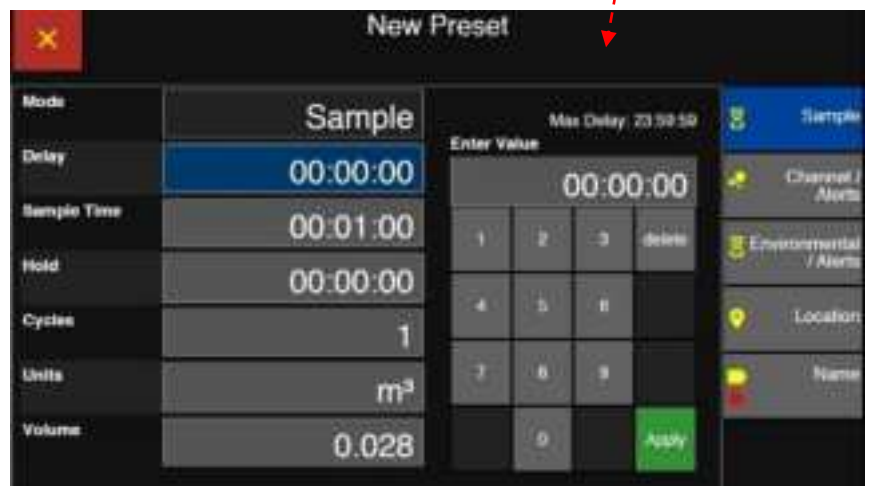 New Preset
Mode
Sample
Delay
00:00:00
Sample Time
00:01:00
Hold
00:00:00
Cycles
1
Units
m³
Volume
0.028
Max Delay: 23:59:59
Enter Value
00:00:00
1 2 3 delete
4 5 6
7 8 9
0 Apply
Sample
Channel /
Alerts
Environmental
/ Alerts
Location
Name